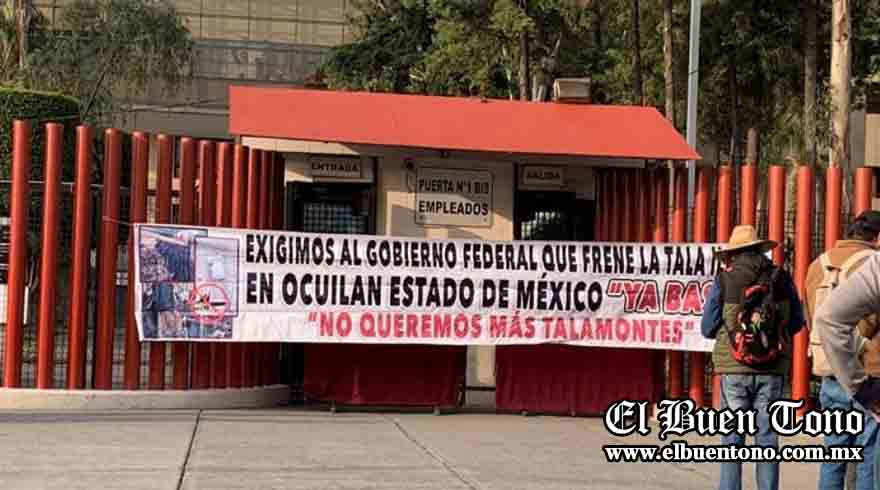 ENTRADA
SALIDA
PUERTA Nº1 BIS
EMPLEADOS
EXIGIMOS AL GOBIERNO FEDERAL QUE FRENE LA TALA
EN OCUILAN ESTADO DE MÉXICO "YA
"NO QUEREMOS MÁS TALAMONTES"
El Buen Tono
www.elbuentono.com.mx